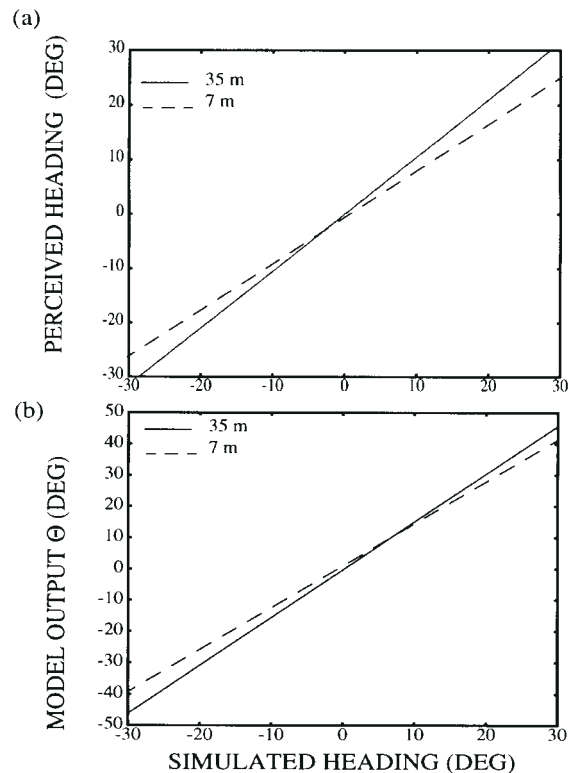 (a)
PERCEIVED HEADING (DEG)
30
20
10
0
-10
-20
-30
35 m
7 m
-30 -20 -10 0 10 20 30
(b)
MODEL OUTPUT Θ (DEG)
50
40
30
20
10
0
-10
-20
-30
-40
-50
35 m
7 m
-30 -20 -10 0 10 20 30
SIMULATED HEADING (DEG)